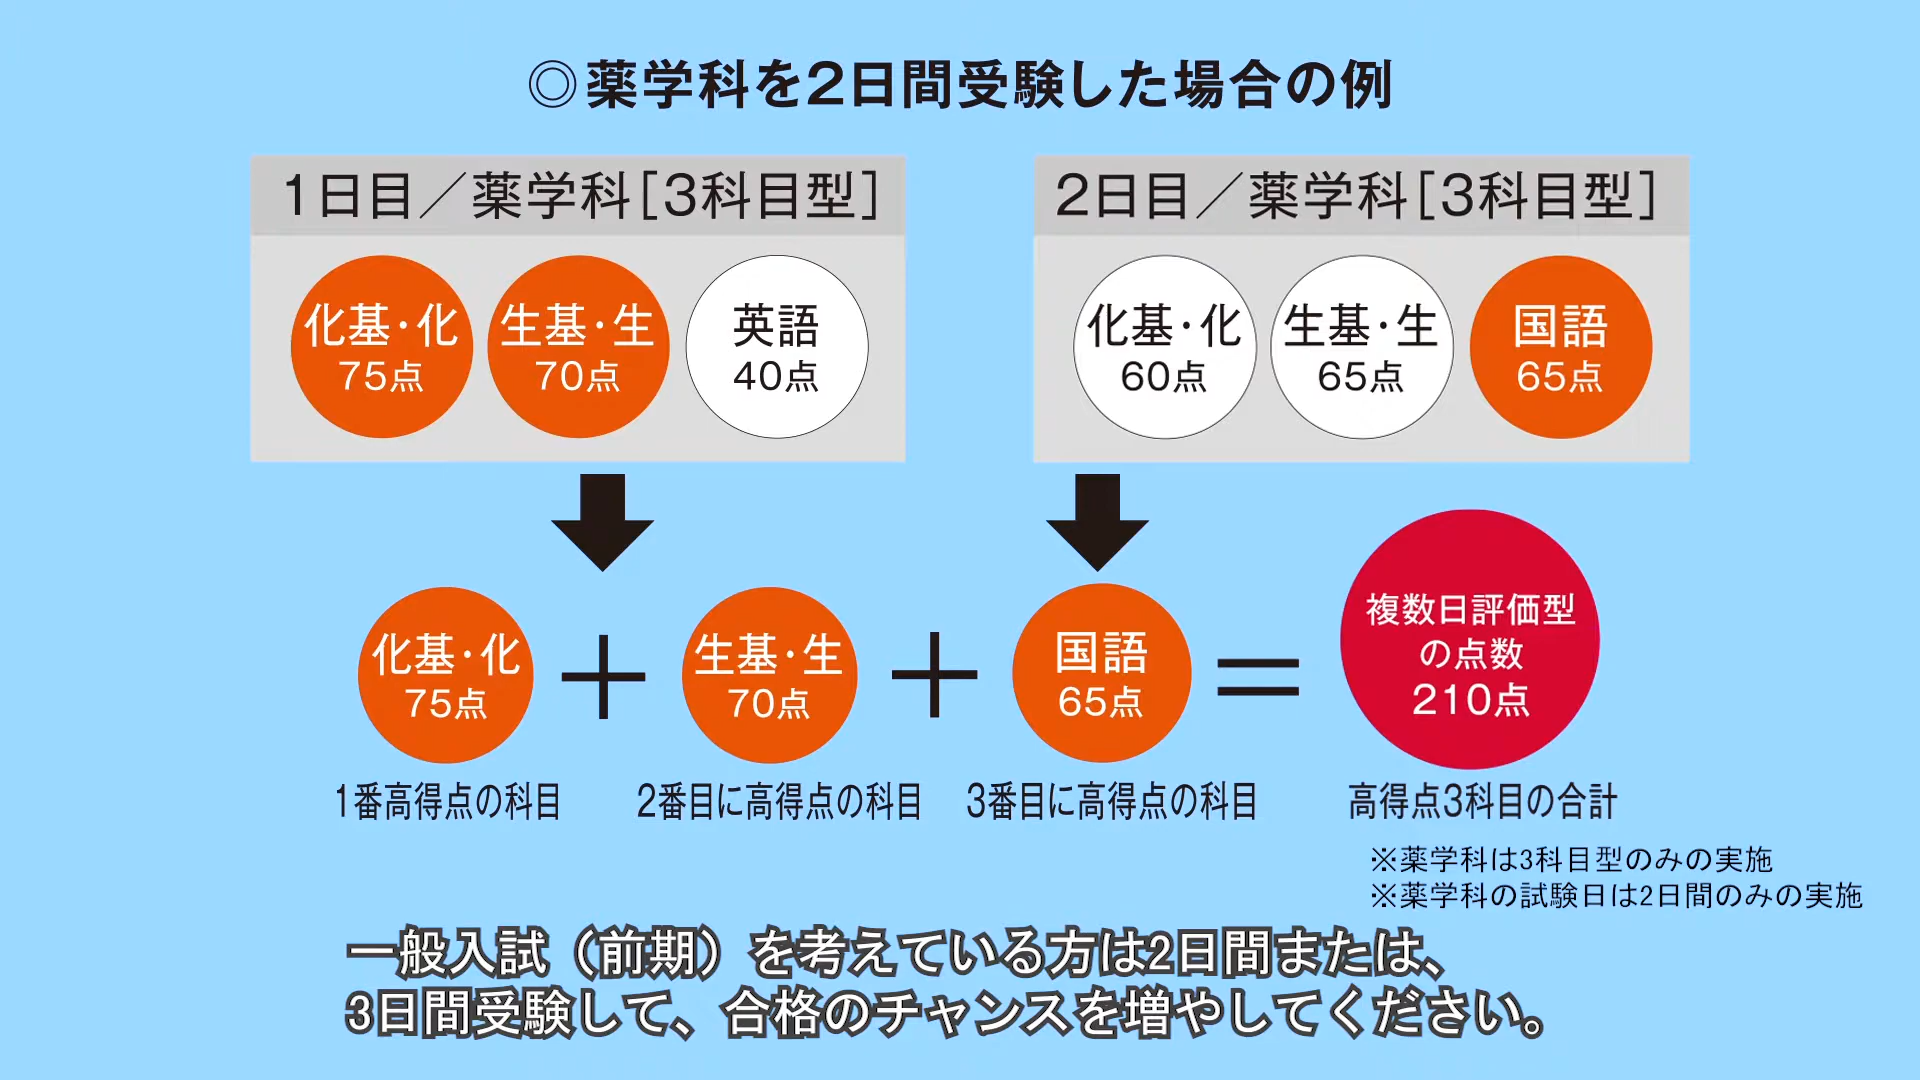 ◎薬学科を2日間受験した場合の例
1日目／薬学科[3科目型]
化基・化
75点
生基・生
70点
英語
40点
2日目／薬学科[3科目型]
化基・化
60点
生基・生
65点
国語
65点
化基・化
75点
＋
生基・生
70点
＋
国語
65点
＝
複数日評価型
の点数
210点
1番高得点の科目
2番目に高得点の科目
3番目に高得点の科目
高得点3科目の合計
※薬学科は3科目型のみの実施
※薬学科の試験日は2日間のみの実施
一般入試（前期）を考えている方は2日間または、
3日間受験して、合格のチャンスを増やしてください。